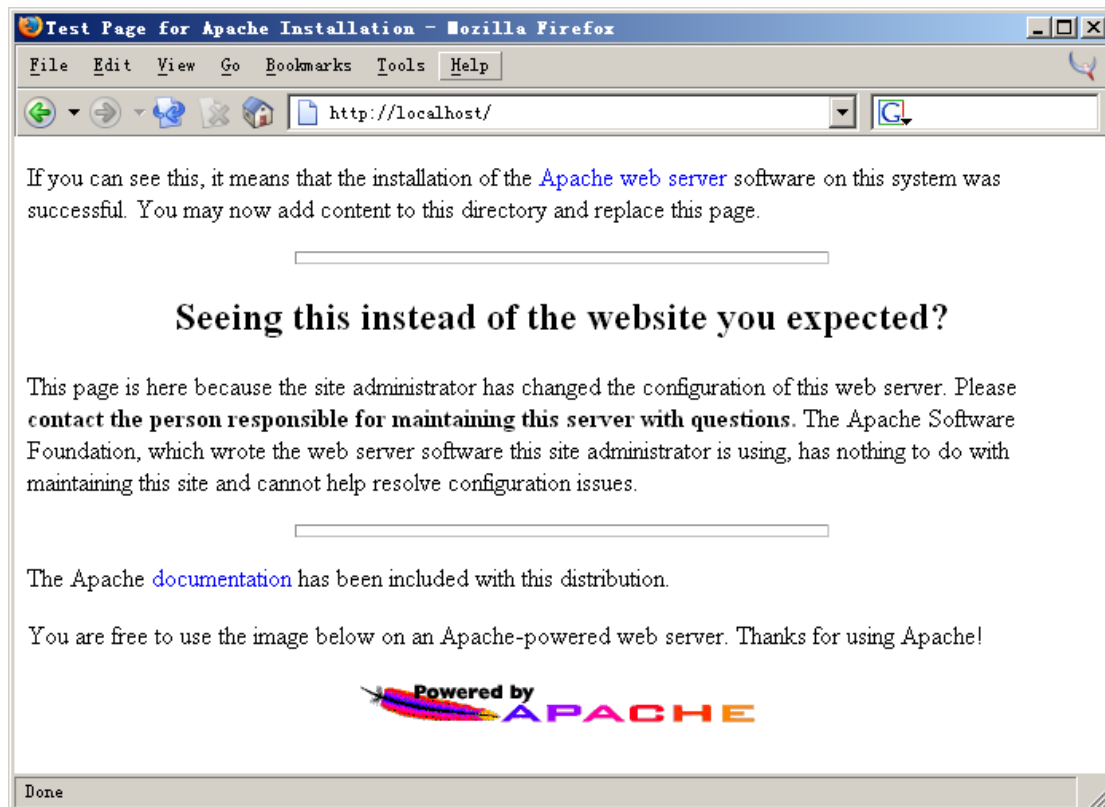 Test Page for Apache Installation - Mozilla Firefox
File Edit View Go Bookmarks Tools Help
http://localhost/ G
If you can see this, it means that the installation of the Apache web server software on this system was
successful. You may now add content to this directory and replace this page.
Seeing this instead of the website you expected?
This page is here because the site administrator has changed the configuration of this web server. Please
contact the person responsible for maintaining this server with questions. The Apache Software
Foundation, which wrote the web server software this site administrator is using, has nothing to do with
maintaining this site and cannot help resolve configuration issues.
The Apache documentation has been included with this distribution.
You are free to use the image below on an Apache-powered web server. Thanks for using Apache!
Powered by
APACHE
Done